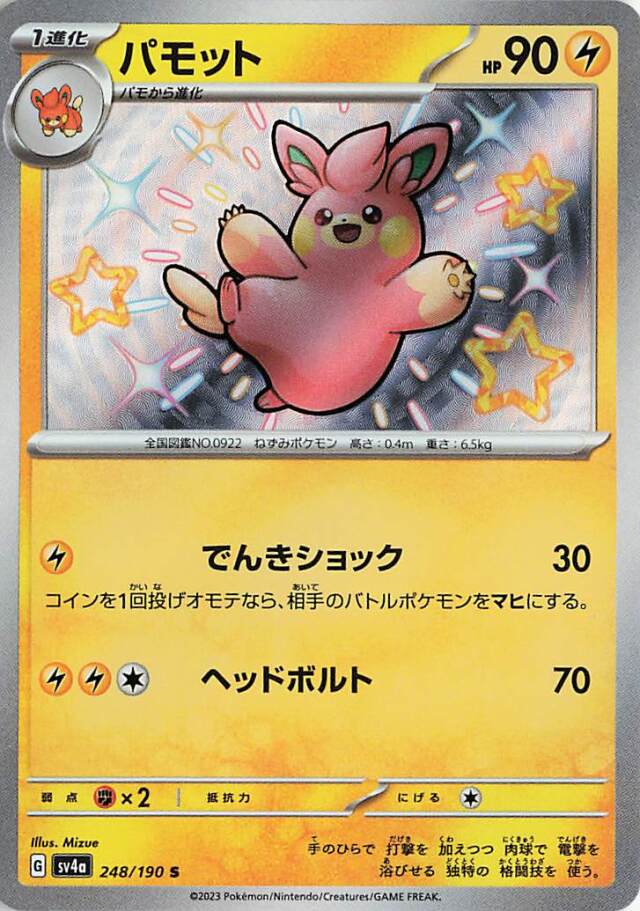 1進化
パモット
HP 90
パモから進化
全国図鑑NO.0922 ねずみポケモン 高さ:0.4m 重さ:6.5kg
でんきショック 30
コインを1回投げオモテなら、相手のバトルポケモンをマヒにする。
ヘッドボルト 70
弱点 ×2 抵抗力 にげる
Illus. Mizue
手のひらで 打撃を 加えつつ 肉球で 電撃を
浴びせる 独特の 格闘技を 使う。
G sv4a 248/190 S
©2023 Pokémon/Nintendo/Creatures/GAME FREAK.